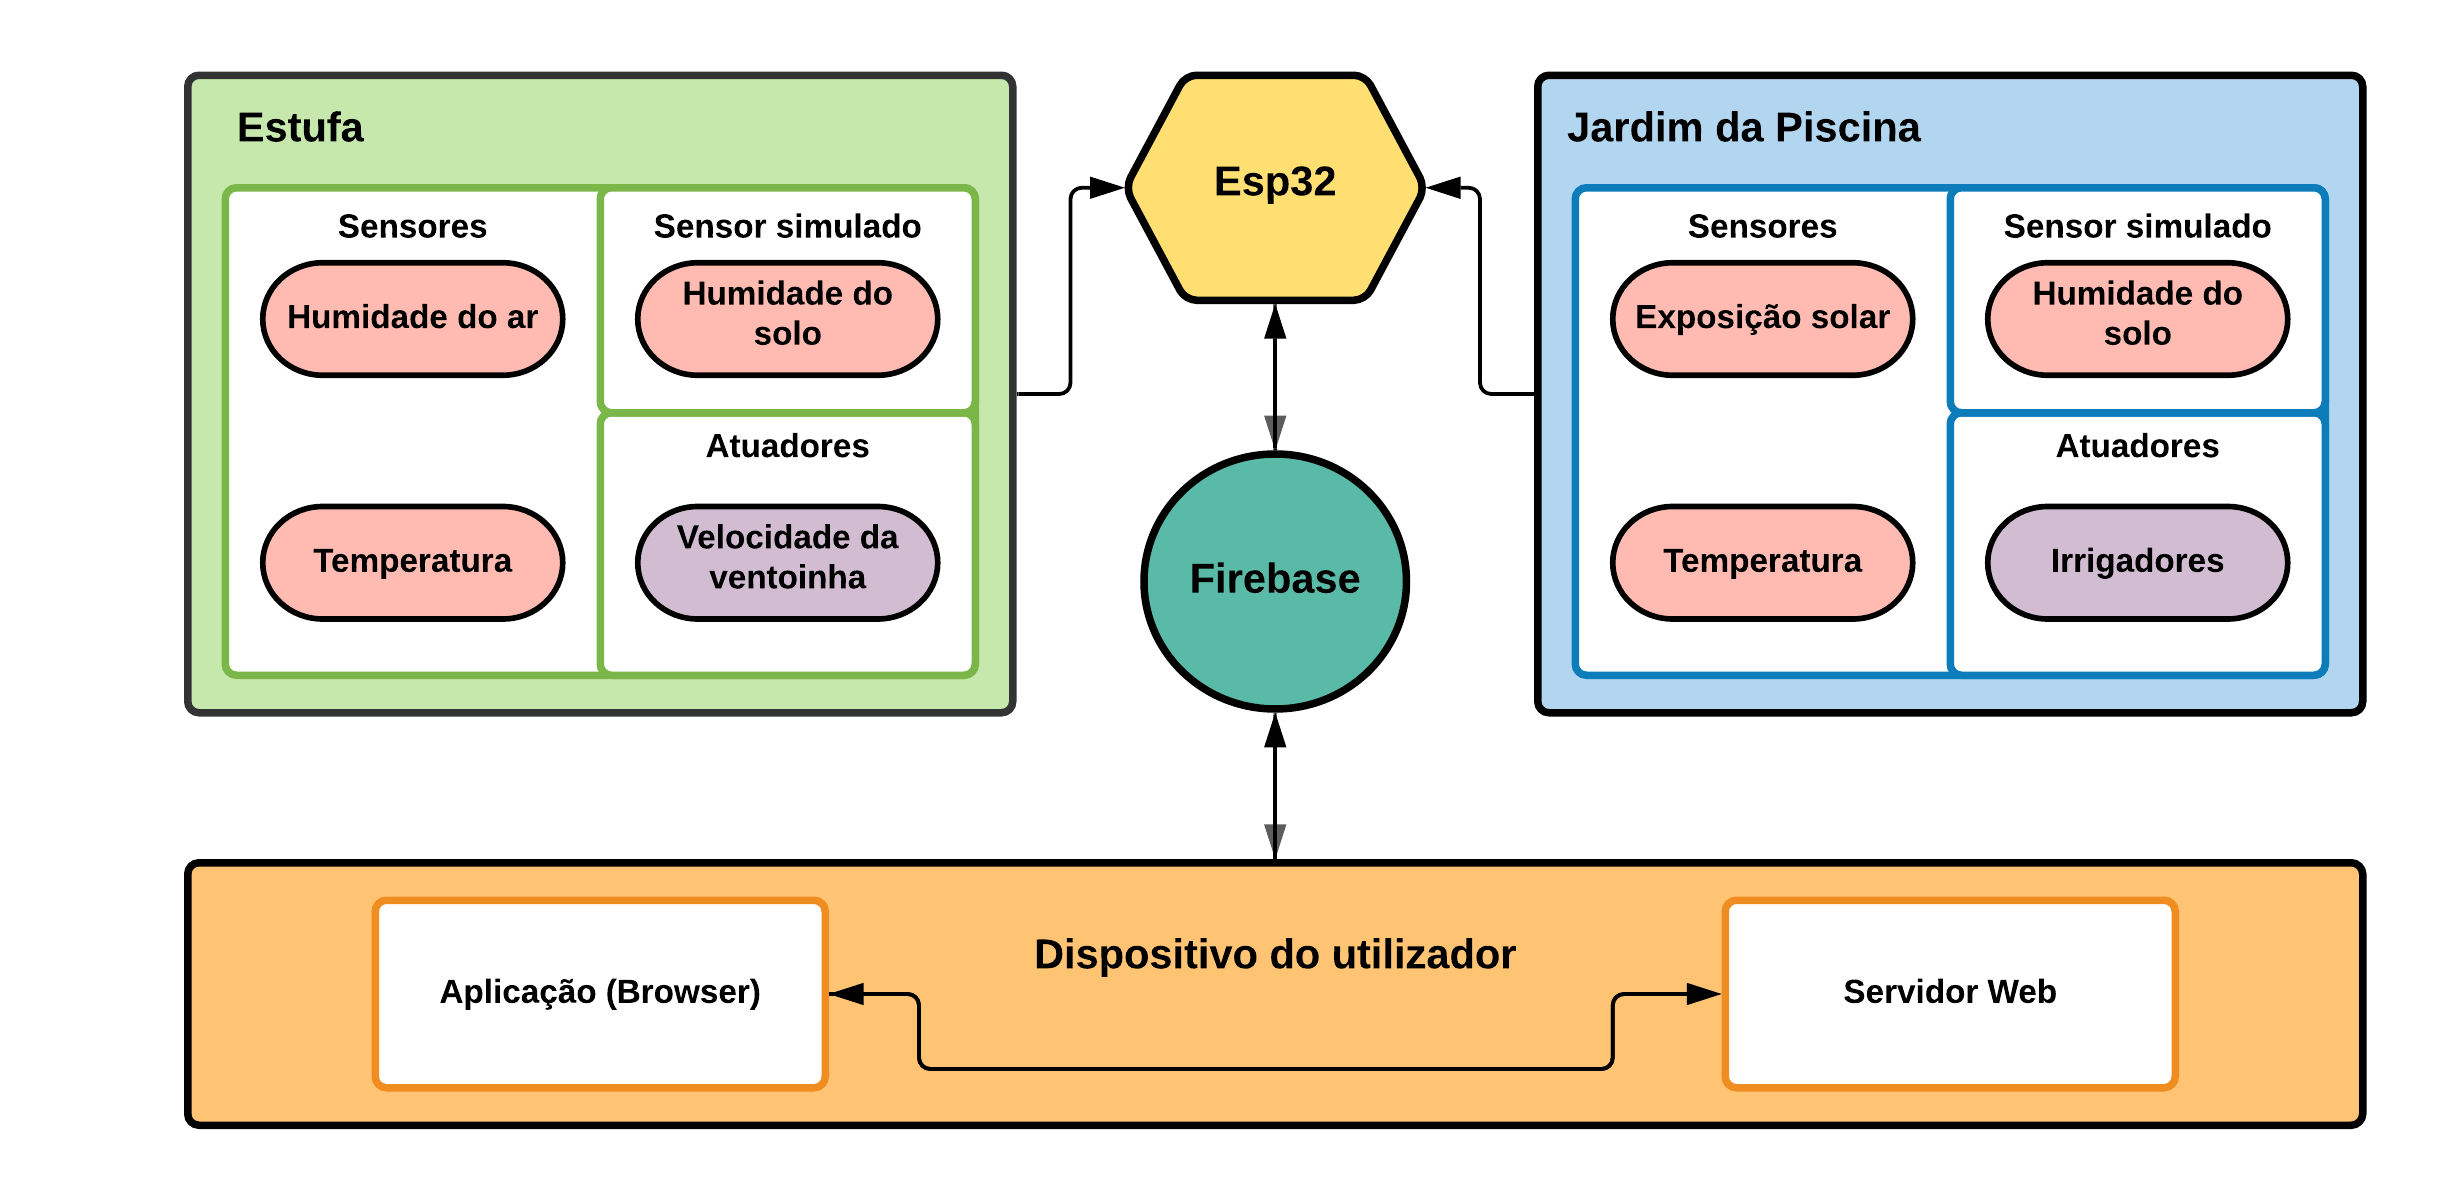 Estufa
Sensores
Humidade do ar
Temperatura
Sensor simulado
Humidade do
solo
Atuadores
Velocidade da
ventoinha
Esp32
Firebase
Jardim da Piscina
Sensores
Exposição solar
Temperatura
Sensor simulado
Humidade do
solo
Atuadores
Irrigadores
Dispositivo do utilizador
Aplicação (Browser)
Servidor Web